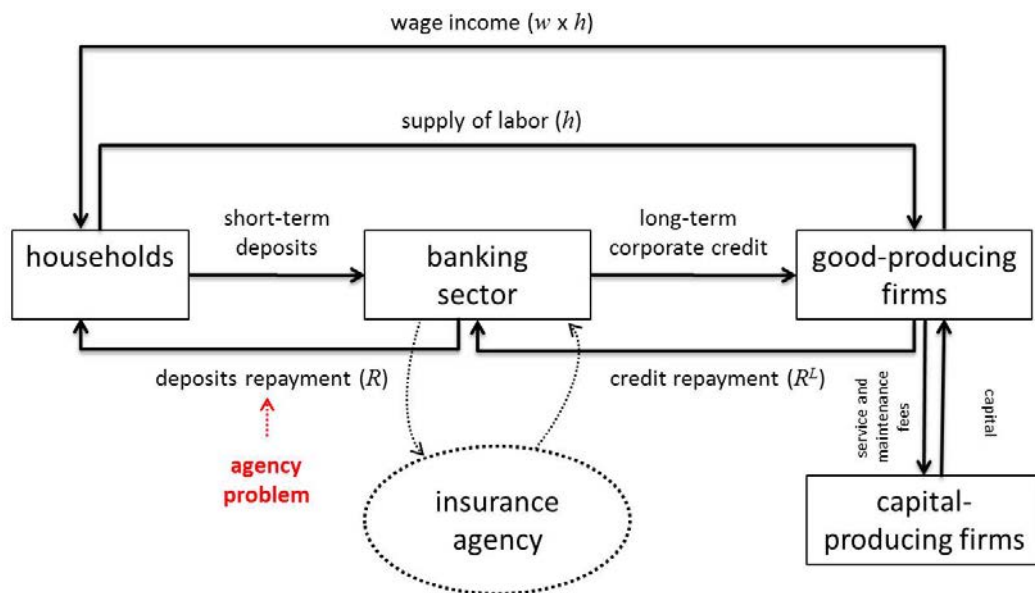 wage income (w x h)
supply of labor (h)
short-term
deposits
long-term
corporate credit
households
banking
sector
good-producing
firms
deposits repayment (R)
credit repayment (R^L)
service and
maintenance
fees
capital
agency
problem
insurance
agency
capital-
producing firms